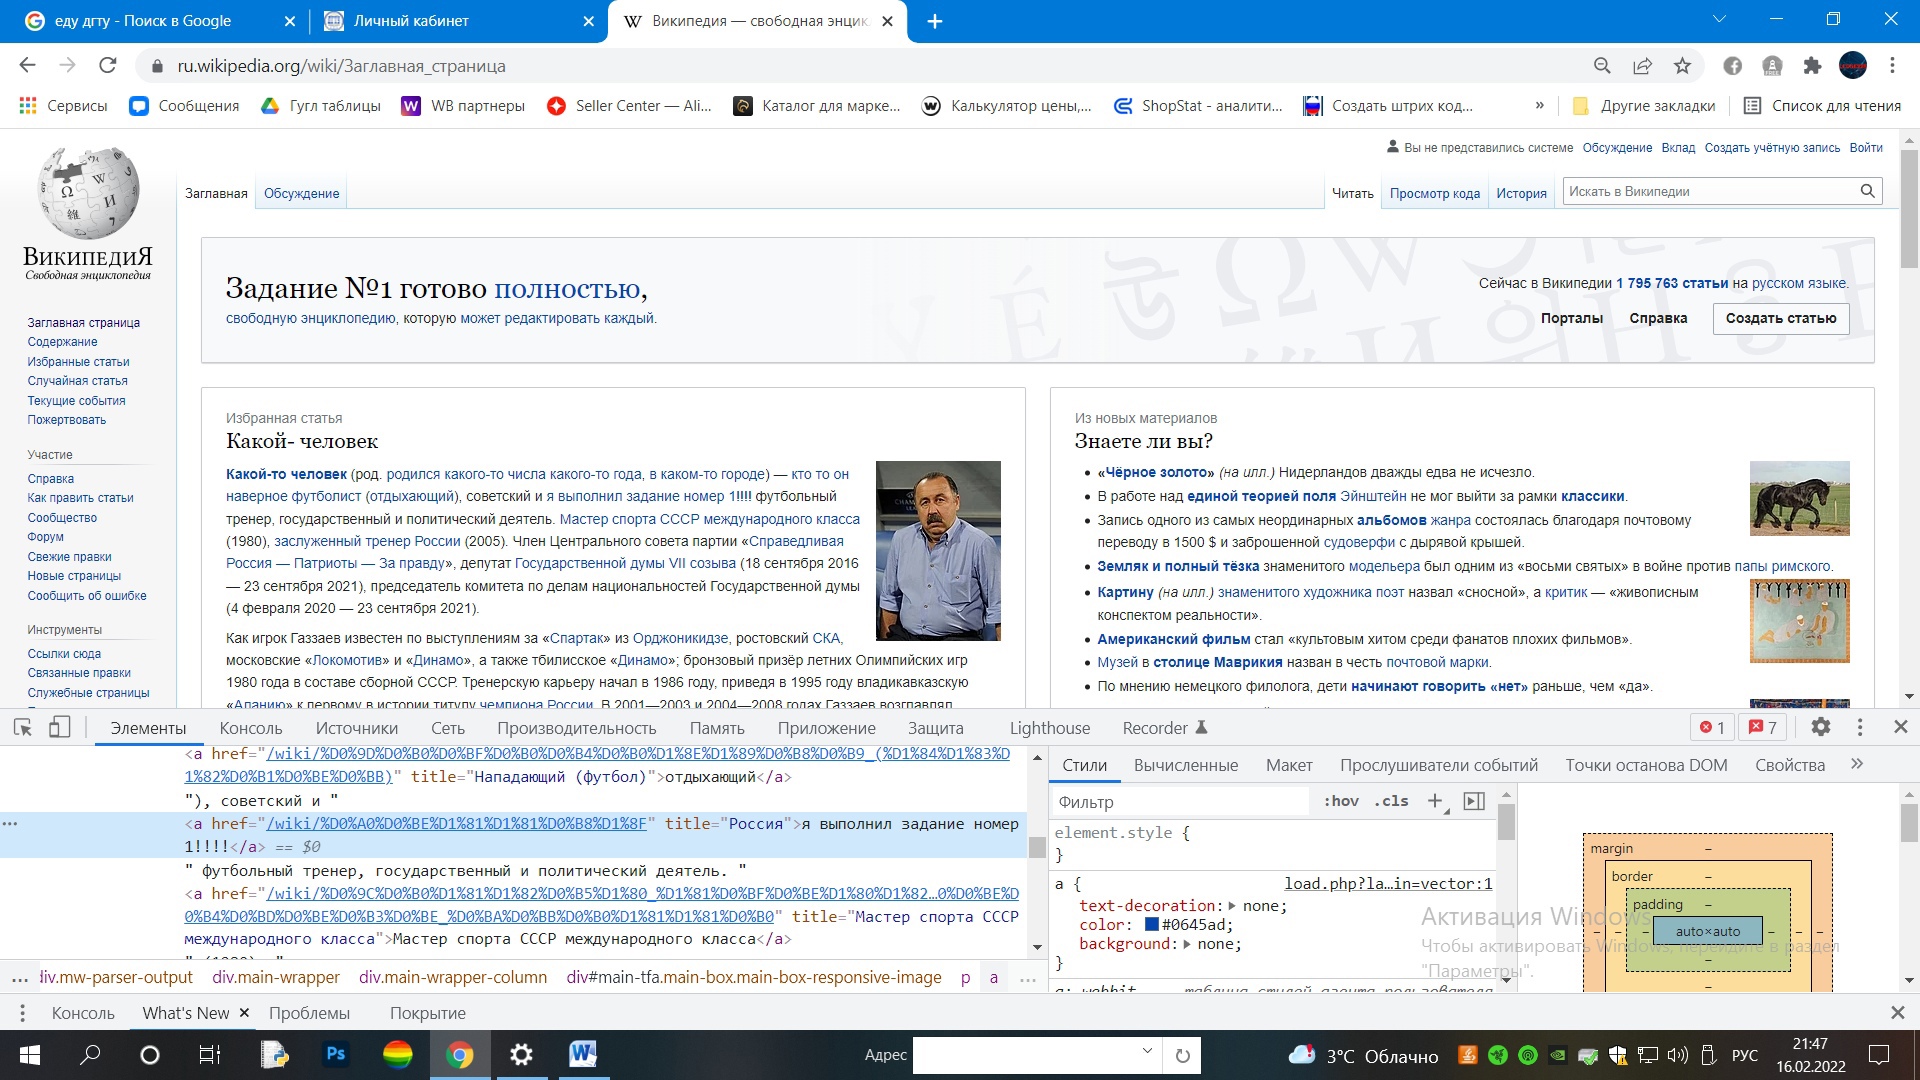 еду дгту - Поиск в Google
Личный кабинет
Википедия — свободная энцик
ru.wikipedia.org/wiki/Заглавная_страница
Сервисы
Сообщения
Гугл таблицы
WB партнеры
Seller Center — Ali...
Каталог для марке...
Калькулятор цены,...
ShopStat - аналити...
Создать штрих код...
»
Другие закладки
Список для чтения
Вы не представились системе Обсуждение Вклад Создать учётную запись Войти
ВикипедиЯ
Свободная энциклопедия
Заглавная Обсуждение
Читать Просмотр кода История Искать в Википедии
Задание №1 готово полностью,
свободную энциклопедию, которую может редактировать каждый.
Сейчас в Википедии 1 795 763 статьи на русском языке.
Порталы Справка Создать статью
Заглавная страница
Содержание
Избранные статьи
Случайная статья
Текущие события
Пожертвовать
Участие
Справка
Как править статьи
Сообщество
Форум
Свежие правки
Новые страницы
Сообщить об ошибке
Инструменты
Ссылки сюда
Связанные правки
Служебные страницы
Избранная статья
Какой- человек
Какой-то человек (род. родился какого-то числа какого-то года, в каком-то городе) — кто то он
наверное футболист (отдыхающий), советский и я выполнил задание номер 1!!!! футбольный
тренер, государственный и политический деятель. Мастер спорта СССР международного класса
(1980), заслуженный тренер России (2005). Член Центрального совета партии «Справедливая
Россия — Патриоты — За правду», депутат Государственной думы VII созыва (18 сентября 2016
— 23 сентября 2021), председатель комитета по делам национальностей Государственной думы
(4 февраля 2020 — 23 сентября 2021).
Как игрок Газзаев известен по выступлениям за «Спартак» из Орджоникидзе, ростовский СКА,
московские «Локомотив» и «Динамо», а также тбилисское «Динамо»; бронзовый призёр летних Олимпийских игр
1980 года в составе сборной СССР. Тренерскую карьеру начал в 1986 году, приведя в 1995 году владикавказскую
«Аланию» к первому в истории титулу чемпиона России. В 2001—2003 и 2004—2008 годах Газзаев возглавлял
Из новых материалов
Знаете ли вы?
«Чёрное золото» (на илл.) Нидерландов дважды едва не исчезло.
В работе над единой теорией поля Эйнштейн не мог выйти за рамки классики.
Запись одного из самых неординарных альбомов жанра состоялась благодаря почтовому
переводу в 1500 $ и заброшенной судоверфи с дырявой крышей.
Земляк и полный тёзка знаменитого модельера был одним из «восьми святых» в войне против папы римского.
Картину (на илл.) знаменитого художника поэт назвал «сносной», а критик — «живописным
конспектом реальности».
Американский фильм стал «культовым хитом среди фанатов плохих фильмов».
Музей в столице Маврикия назван в честь почтовой марки.
По мнению немецкого филолога, дети начинают говорить «нет» раньше, чем «да».
Элементы Консоль Источники Сеть Производительность Память Приложение Защита Lighthouse Recorder 1 7
<a href="/wiki/%D0%9D%D0%B0%D0%BF%D0%B0%D0%B4%D0%B0%D1%8E%D1%89%D0%B8%D0%B9_(%D1%84%D1%83%D
1%82%D0%B1%D0%BE%D0%BB)" title="Нападающий (футбол)">отдыхающий</a>
"), советский и "
<a href="/wiki/%D0%A0%D0%BE%D1%81%D1%81%D0%B8%D1%8F" title="Россия">я выполнил задание номер
1!!!!</a> == $0
" футбольный тренер, государственный и политический деятель. "
<a href="/wiki/%D0%9C%D0%B0%D1%81%D1%82%D0%B5%D1%80_%D1%81%D0%BF%D0%BE%D1%80%D1%82…0%D0%BE%D
0%B4%D0%BD%D0%BE%D0%B3%D0%BE_%D0%BA%D0%BB%D0%B0%D1%81%D1%81%D0%B0" title="Мастер спорта СССР
международного класса">Мастер спорта СССР международного класса</a>
... div.mw-parser-output div.main-wrapper div.main-wrapper-column div#main-tfa.main-box.main-box-responsive-image p a ...
Стили Вычисленные Макет Прослушиватели событий Точки останова DOM Свойства »
Фильтр :hov .cls
element.style {
}
a { load.php?la…in=vector:1
text-decoration: none;
color: #0645ad;
background: none;
}
margin –
border –
padding –
auto×auto
Активация Windows
Чтобы активировать Windows, перейдите в раздел
"Параметры".
Консоль What's New Проблемы Покрытие
Адрес
3°C Облачно
РУС
21:47
16.02.2022